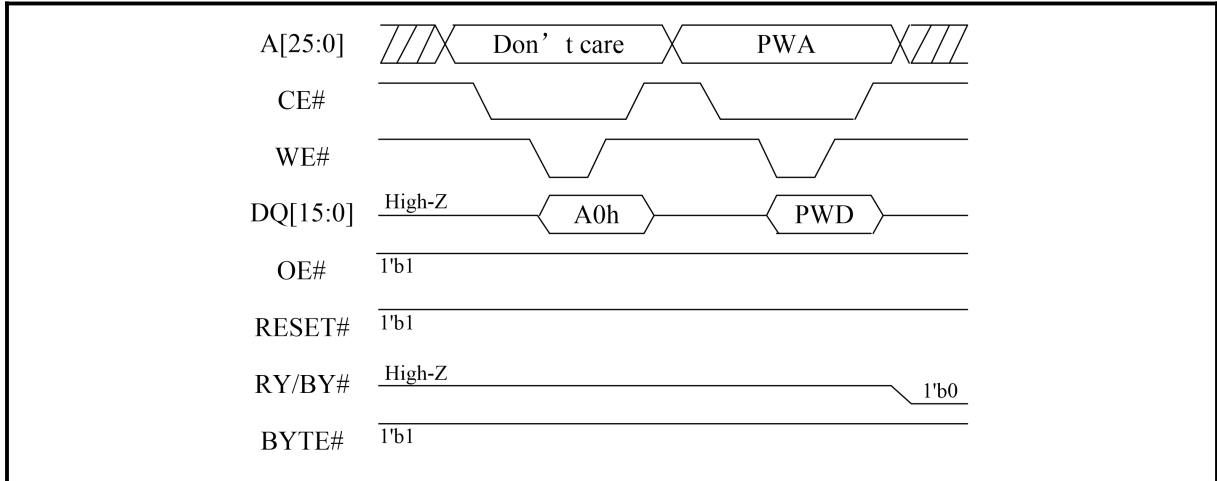 A[25:0] Don’t care PWA
CE#
WE#
DQ[15:0] High-Z A0h PWD
OE# 1'b1
RESET# 1'b1
RY/BY# High-Z 1'b0
BYTE# 1'b1